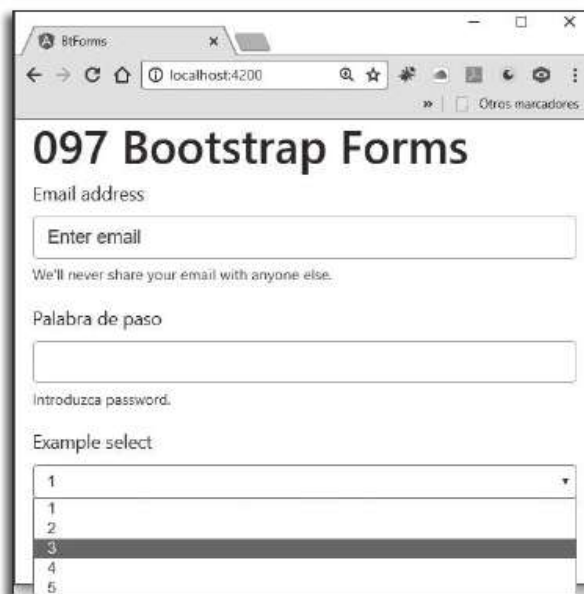 BtForms
localhost:4200
Otros marcadores
097 Bootstrap Forms
Email address
Enter email
We'll never share your email with anyone else.
Palabra de paso
Introduzca password.
Example select
1
1
2
3
4
5